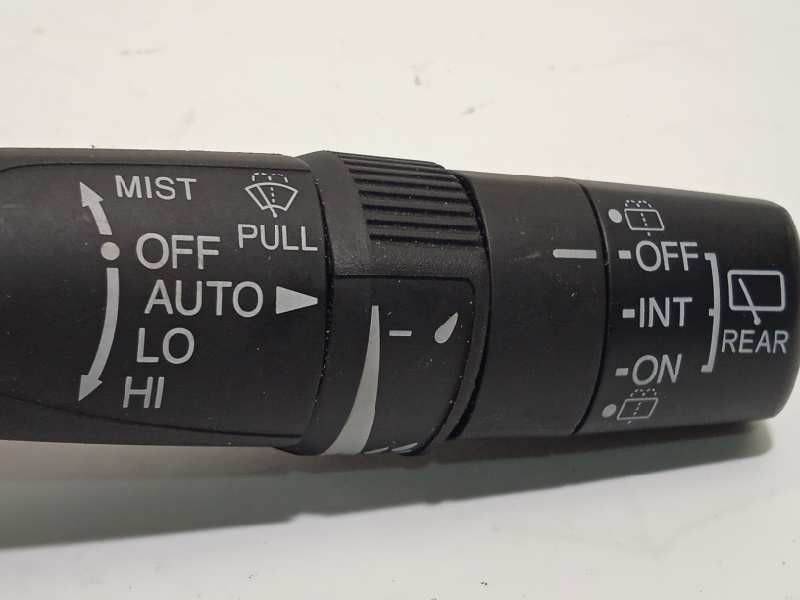 MIST
PULL
OFF
AUTO
LO
HI
-OFF
-INT
-ON
REAR